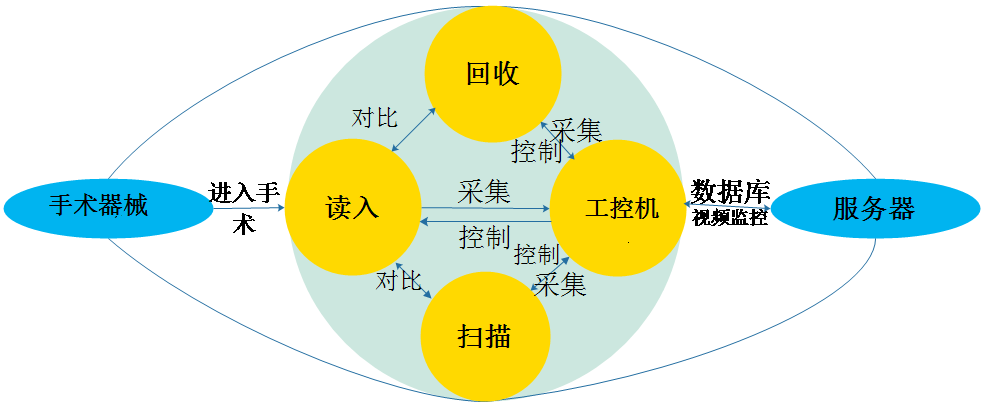 回收
对比
采集
控制
手术器械
进入手
术
读入
采集
控制
工控机
数据库
视频监控
服务器
对比
控制
采集
扫描